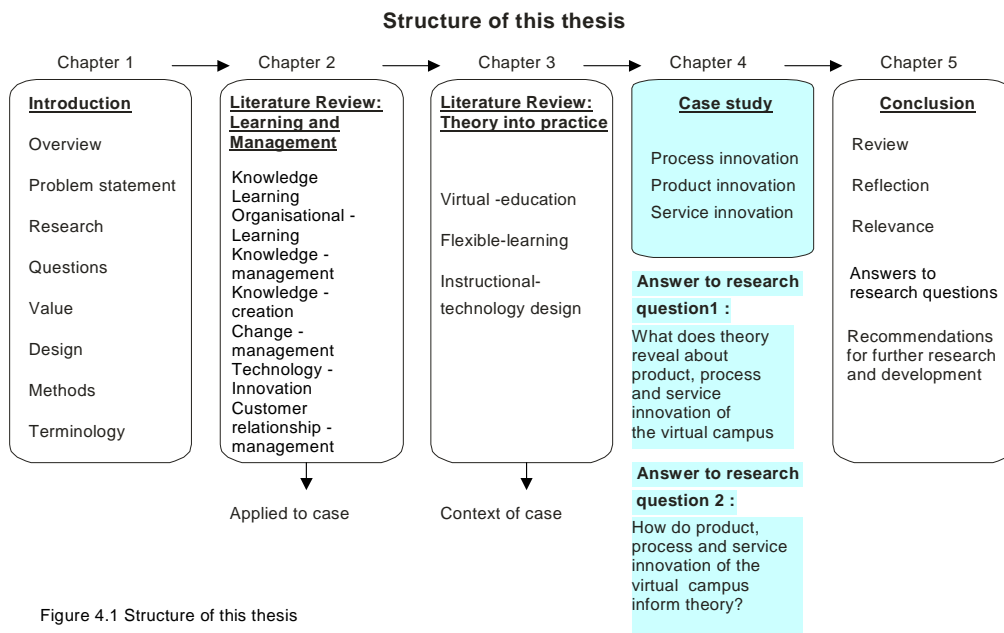 Structure of this thesis
Chapter 1
Chapter 2
Chapter 3
Chapter 4
Chapter 5
Introduction
Overview
Problem statement
Research
Questions
Value
Design
Methods
Terminology
Literature Review:
Learning and
Management
Knowledge
Learning
Organisational -
Learning
Knowledge -
management
Knowledge -
creation
Change -
management
Technology -
Innovation
Customer
relationship -
management
Applied to case
Literature Review:
Theory into practice
Virtual -education
Flexible-learning
Instructional-
technology design
Context of case
Case study
Process innovation
Product innovation
Service innovation
Answer to research
question1 :
What does theory
reveal about
product, process
and service
innovation of
the virtual campus
Answer to research
question 2 :
How do product,
process and service
innovation of the
virtual campus
inform theory?
Conclusion
Review
Reflection
Relevance
Answers to
research questions
Recommendations
for further research
and development
Figure 4.1 Structure of this thesis